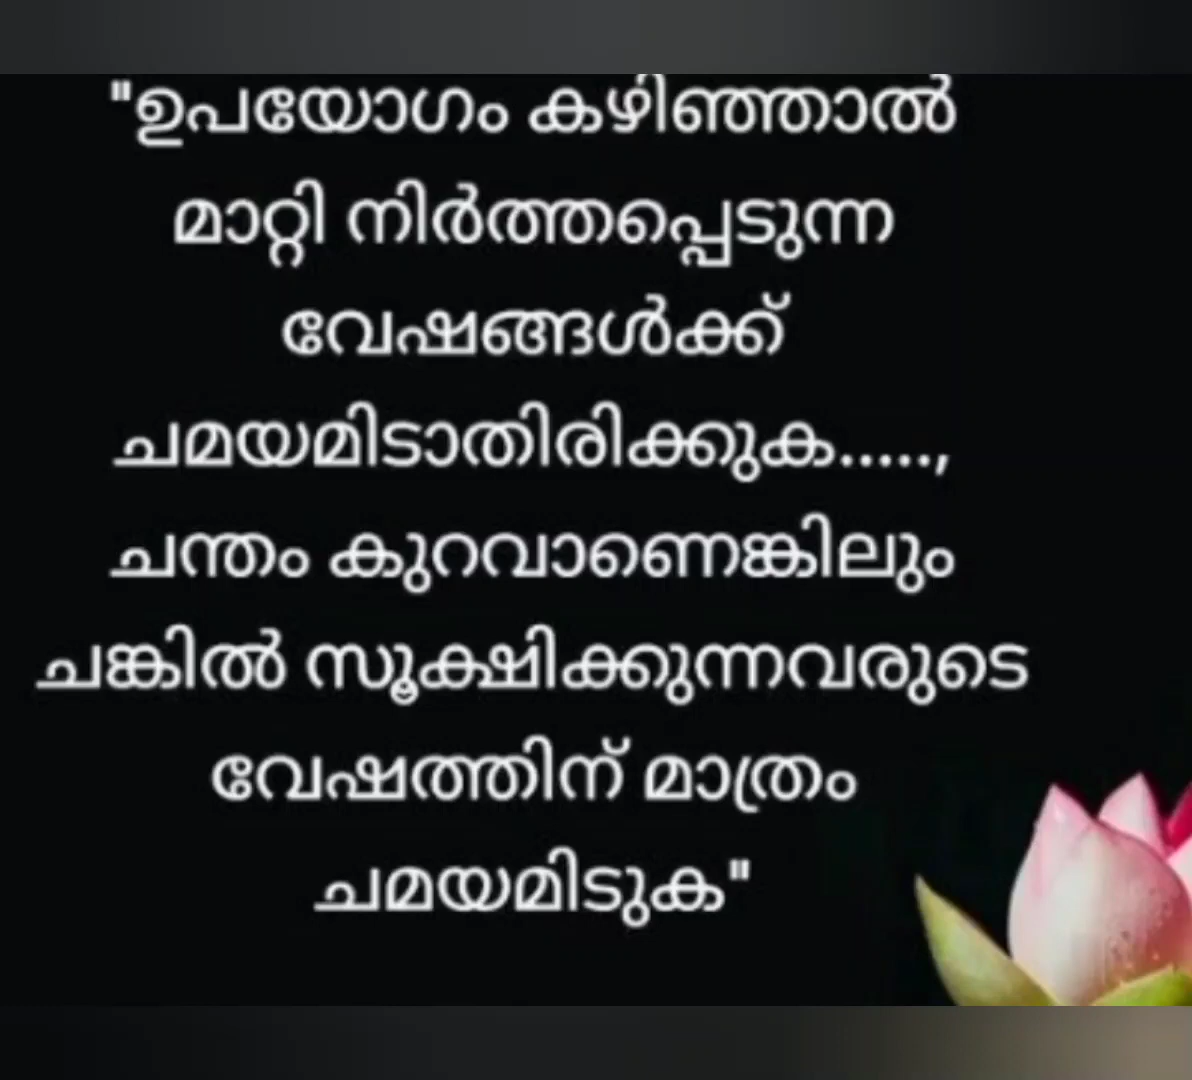 "ഉപയോഗം കഴിഞ്ഞാൽ
മാറ്റി നിർത്തപ്പെടുന്ന
വേഷങ്ങൾക്ക്
ചമയമിടാതിരിക്കുക.....,
ചന്തം കുറവാണെങ്കിലും
ചങ്കിൽ സൂക്ഷിക്കുന്നവരുടെ
വേഷത്തിന് മാത്രം
ചമയമിടുക"